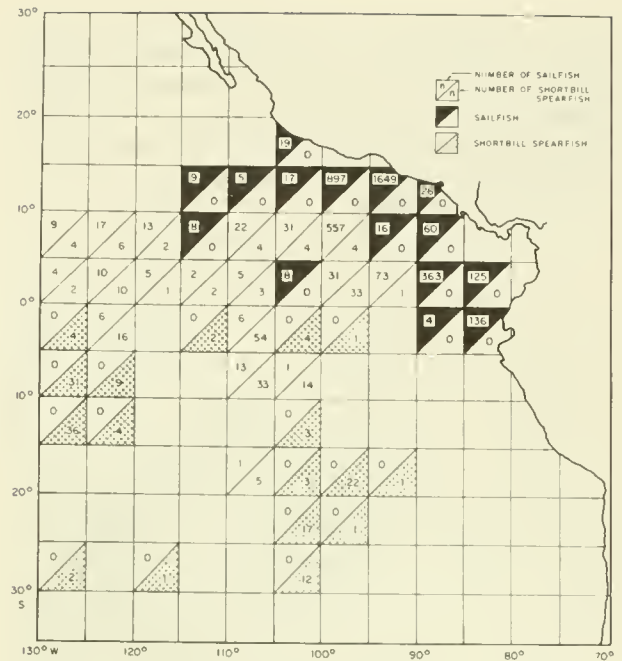 30°
NUMBER OF SAILFISH
n n NUMBER OF SHORTBILL
SPEARFISH
20°
SAILFISH
19 0
SHORTBILL SPEARFISH
9 5 17 897 1649 26
0 0 0 0 0 0
10°
9 17 13 8 22 31 557 16 60
4 6 2 0 4 4 4 0 0
4 10 5 2 5 8 31 73 363 125
2 10 1 2 3 0 33 1 0 0
0°
0 6 0 6 0 0 4 136
4 16 2 54 4 1 0 0
0 0 13 1
31 9 33 14
10°
0 0 0
36 4 3
1 0 0 0
5 3 22 1
20°
0 0
17 1
0 0 0
2 1 12
30°
S
130° W 120° 110° 100° 90° 80° 70°